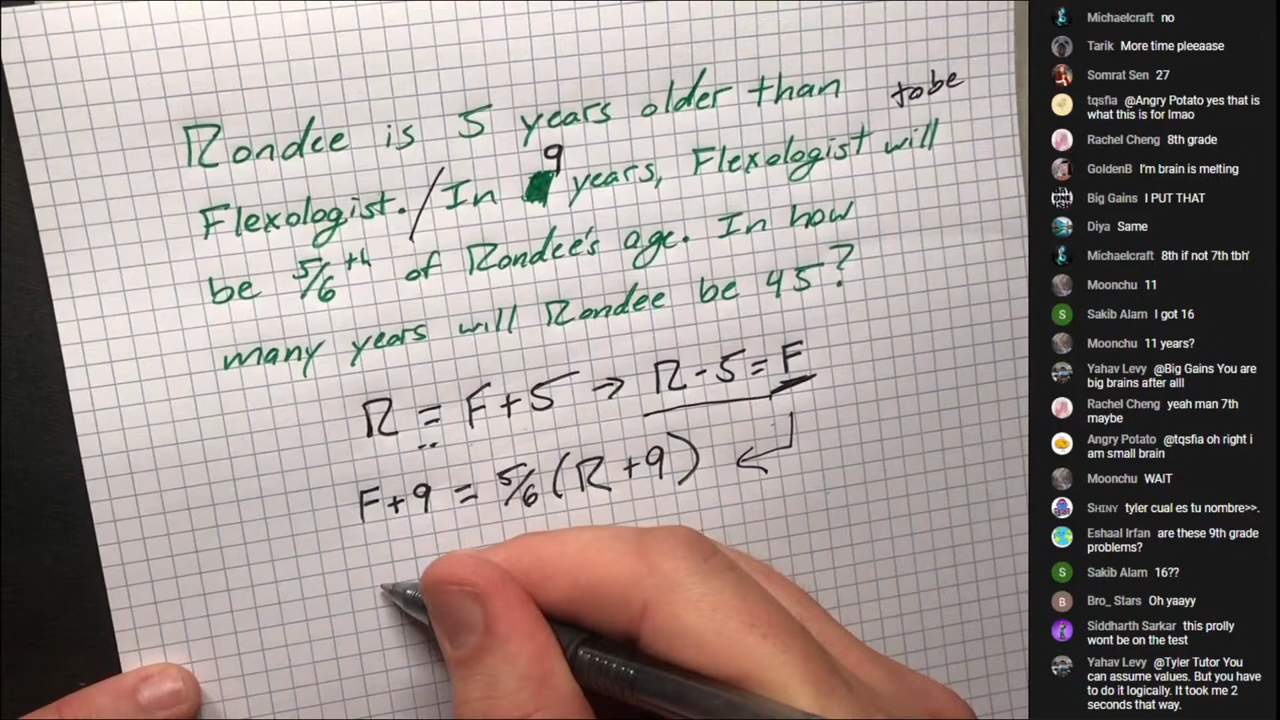 Rondee is 5 years older than to be
9
Flexologist. / In years, Flexologist will
be 5/6th of Rondee's age. In how
many years will Rondee be 45?
R = F+5 → R-5=F
F+9 = 5/6 (R+9)
Michaelcraft no
Tarik More time pleeaase
Somrat Sen 27
tqsfia @Angry Potato yes that is
what this is for lmao
Rachel Cheng 8th grade
GoldenB I'm brain is melting
Big Gains I PUT THAT
Diya Same
Michaelcraft 8th if not 7th tbh'
Moonchu 11
S Sakib Alam I got 16
Moonchu 11 years?
Yahav Levy @Big Gains You are
big brains after alll
Rachel Cheng yeah man 7th
maybe
Angry Potato @tqsfia oh right i
am small brain
Moonchu WAIT
SHINY tyler cual es tu nombre>>.
Eshaal Irfan are these 9th grade
problems?
S Sakib Alam 16??
B Bro_ Stars Oh yaayy
Siddharth Sarkar this prolly
wont be on the test
Yahav Levy @Tyler Tutor You
can assume values. But you have
to do it logically. It took me 2
seconds that way.